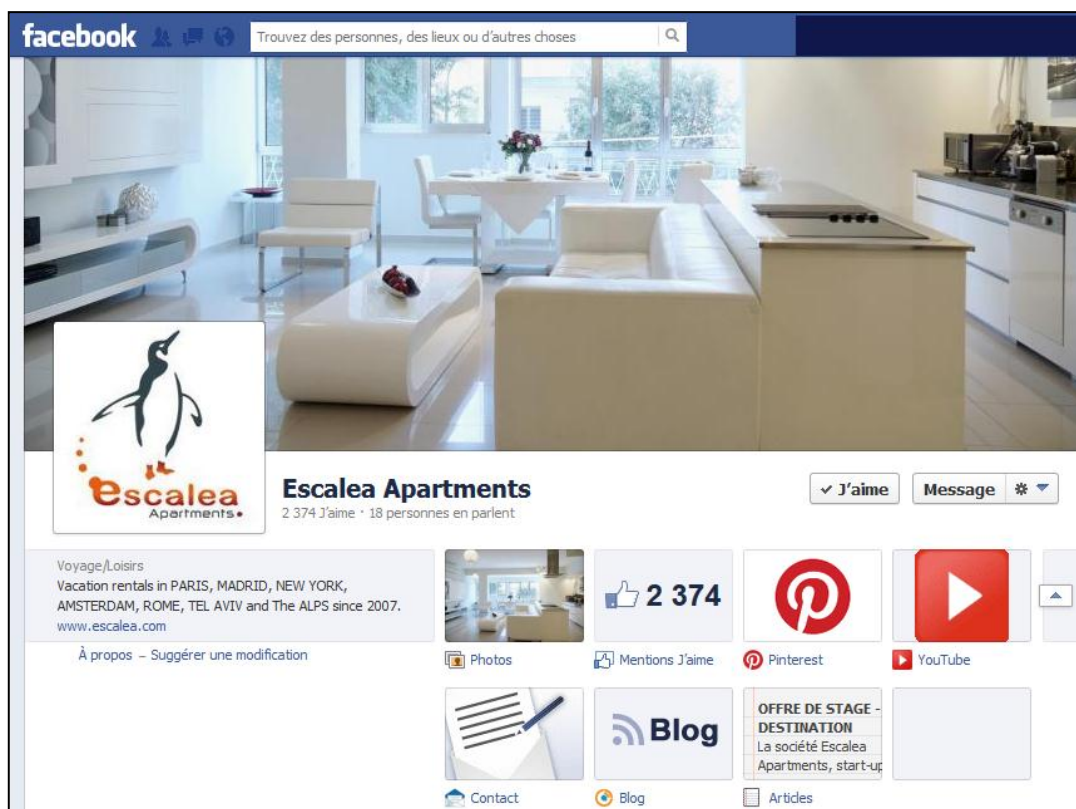 facebook
Trouvez des personnes, des lieux ou d'autres choses
escalea
Apartments
Escalea Apartments
2 374 J'aime · 18 personnes en parlent
J'aime
Message
Voyage/Loisirs
Vacation rentals in PARIS, MADRID, NEW YORK,
AMSTERDAM, ROME, TEL AVIV and The ALPS since 2007.
www.escalea.com
À propos – Suggérer une modification
2 374
Photos
Mentions J'aime
Pinterest
YouTube
Blog
OFFRE DE STAGE -
DESTINATION
La société Escalea
Apartments, start-up
Contact
Blog
Articles